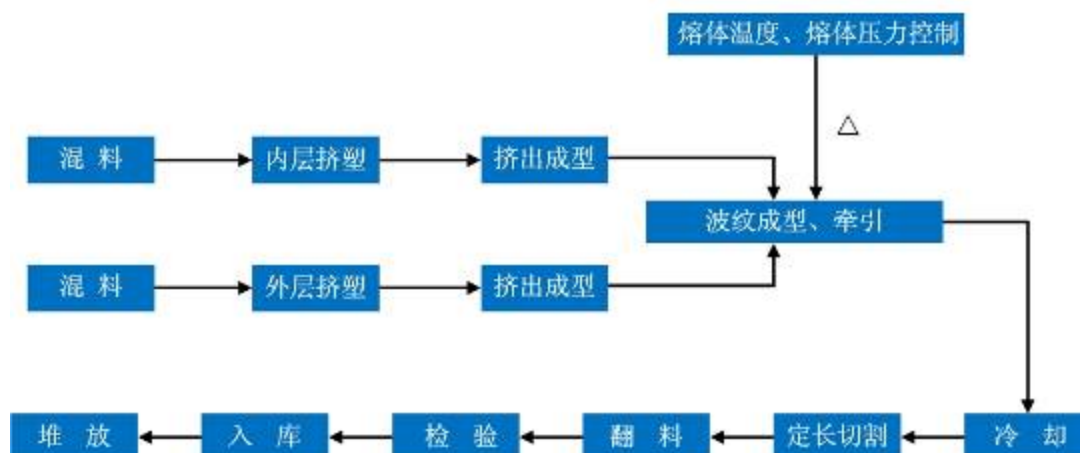 熔体温度、熔体压力控制
△
混 料
内层挤塑
挤出成型
波纹成型、牵引
混 料
外层挤塑
挤出成型
堆 放
入 库
检 验
翻 料
定长切割
冷 却